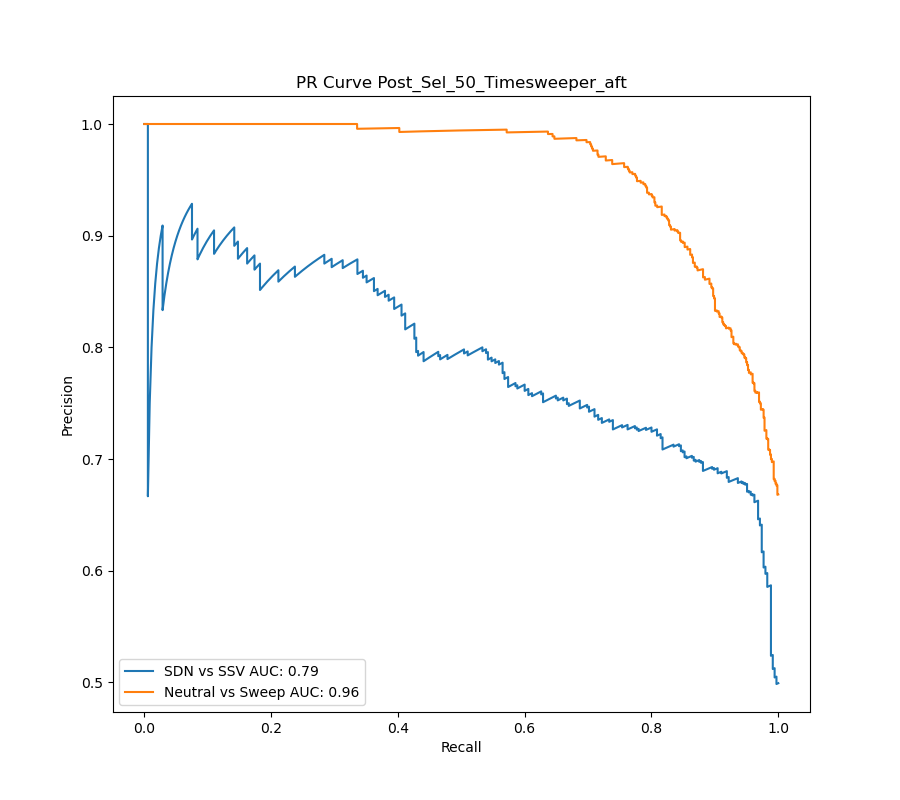 PR Curve Post_Sel_50_Timesweeper_aft
1.0
0.9
0.8
0.7
0.6
0.5
Precision
SDN vs SSV AUC: 0.79
Neutral vs Sweep AUC: 0.96
0.0 0.2 0.4 0.6 0.8 1.0
Recall